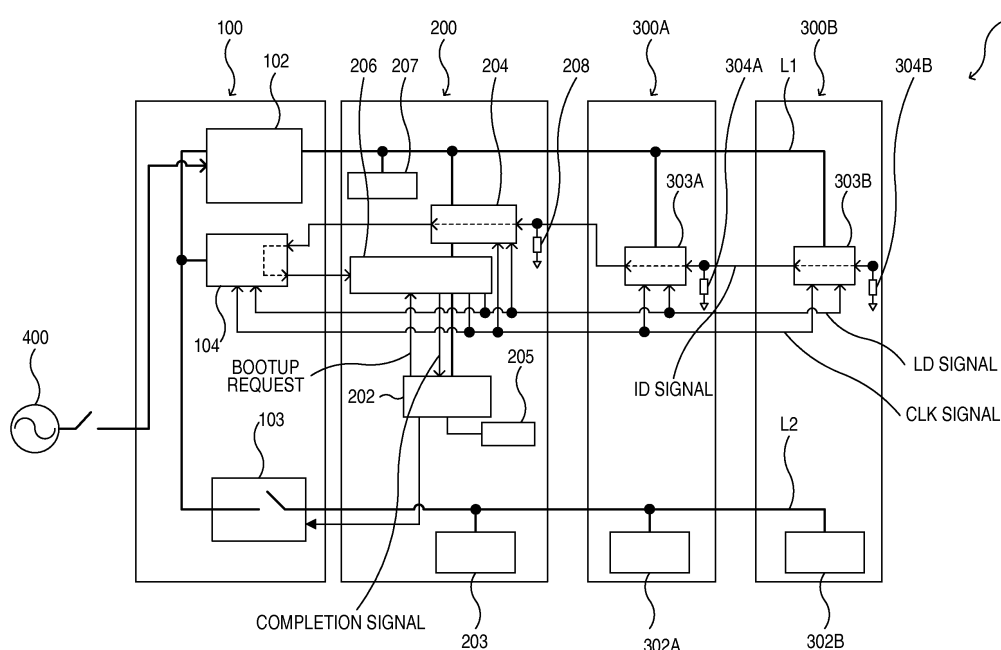 100
200
300A
300B
102
206
207
204
208
304A
L1
304B
303A
303B
104
BOOTUP
REQUEST
202
205
ID SIGNAL
LD SIGNAL
CLK SIGNAL
400
103
L2
COMPLETION SIGNAL
203
302A
302B